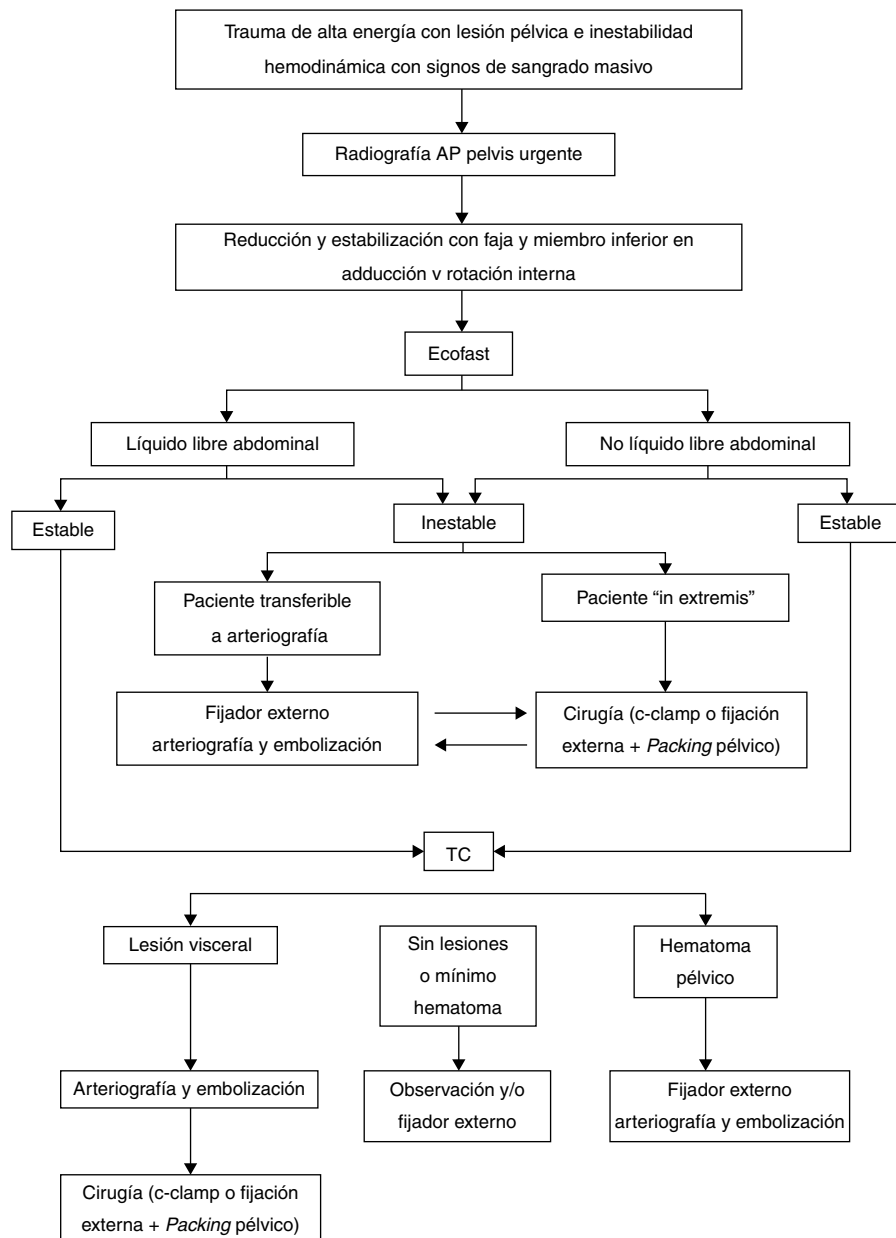 Trauma de alta energía con lesión pélvica e inestabilidad
hemodinámica con signos de sangrado masivo
Radiografía AP pelvis urgente
Reducción y estabilización con faja y miembro inferior en
adducción v rotación interna
Ecofast
Líquido libre abdominal
No líquido libre abdominal
Estable
Inestable
Estable
Paciente transferible
a arteriografía
Paciente “in extremis”
Fijador externo
arteriografía y embolización
Cirugía (c-clamp o fijación
externa + Packing pélvico)
TC
Lesión visceral
Sin lesiones
o mínimo
hematoma
Hematoma
pélvico
Arteriografía y embolización
Observación y/o
fijador externo
Fijador externo
arteriografía y embolización
Cirugía (c-clamp o fijación
externa + Packing pélvico)